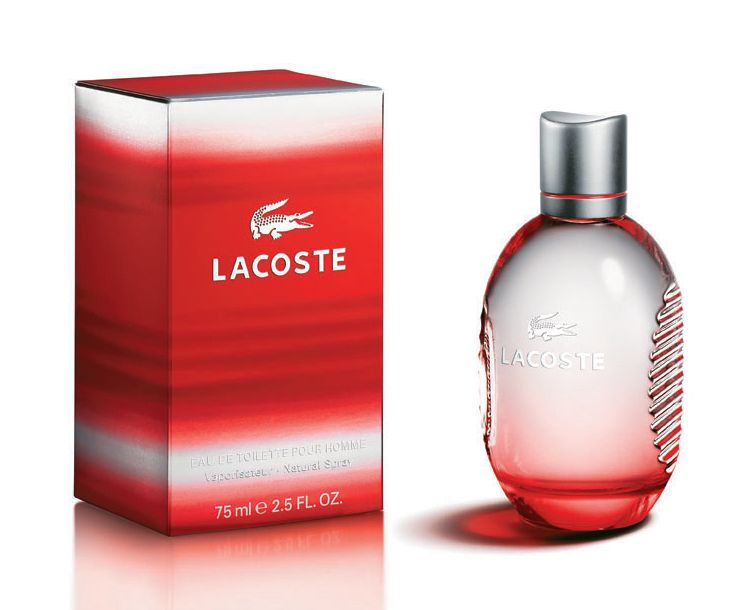 LACOSTE
EAU DE TOILETTE POUR HOMME
Vaporisateur - Natural Spray
75 ml ℮ 2.5 FL. OZ.
LACOSTE